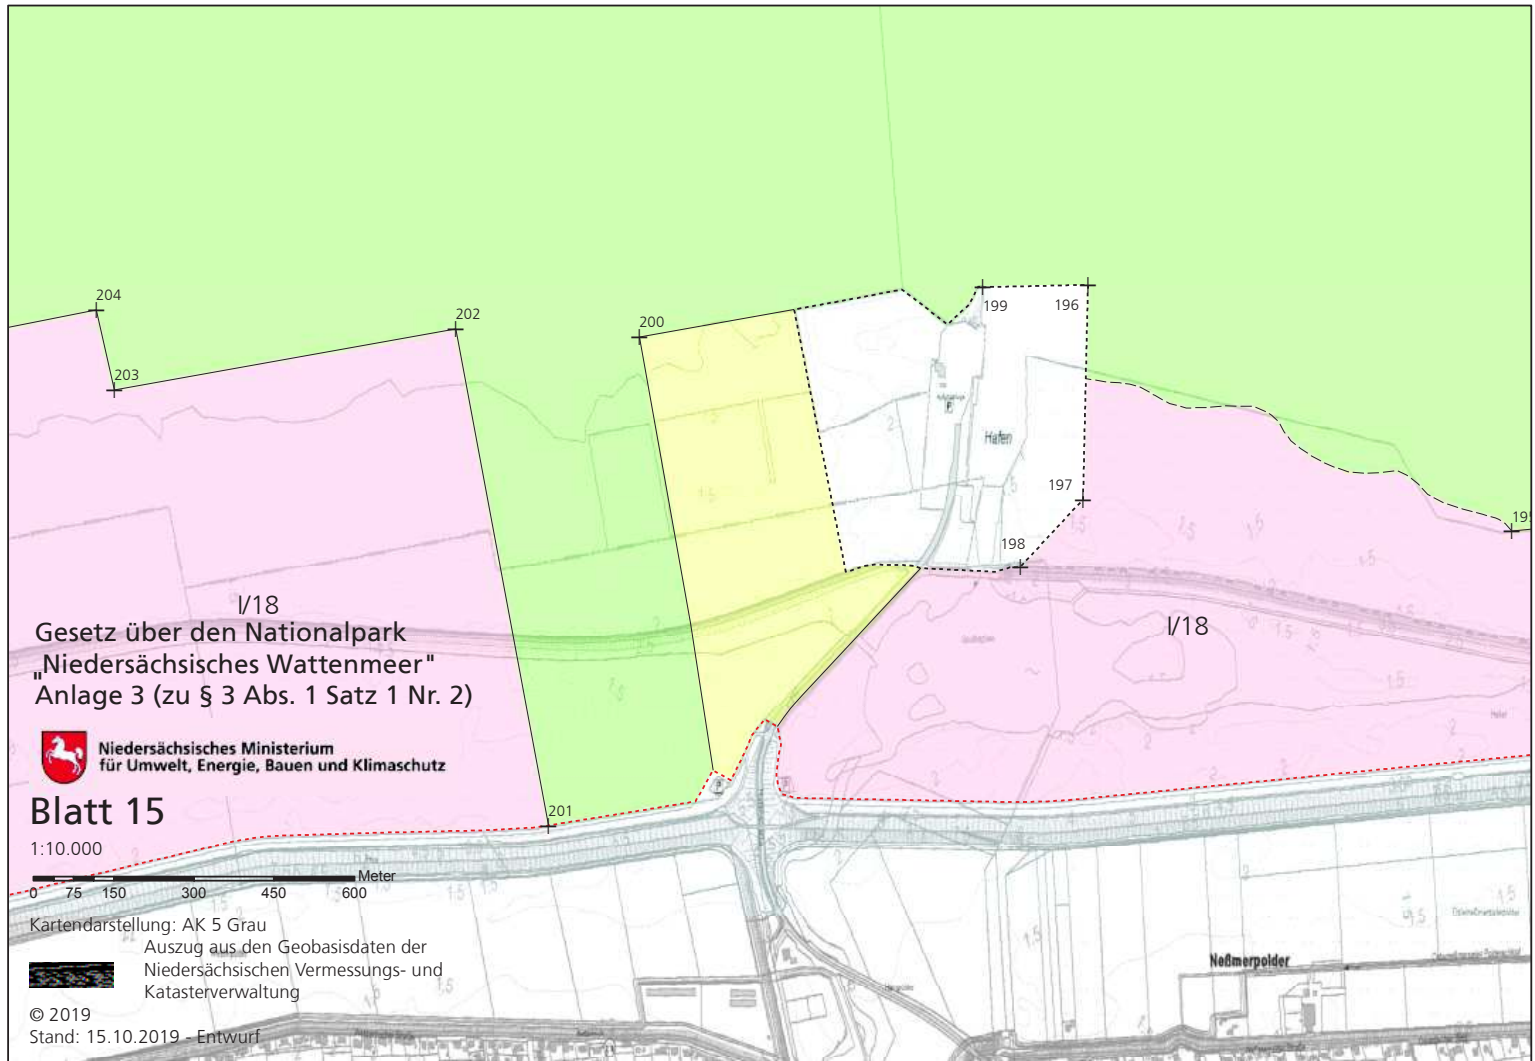 204
202
200
199
196
203
197
198
I/18
I/18
Hafen
Gesetz über den Nationalpark
"Niedersächsisches Wattenmeer"
Anlage 3 (zu § 3 Abs. 1 Satz 1 Nr. 2)
Niedersächsisches Ministerium
für Umwelt, Energie, Bauen und Klimaschutz
Blatt 15
201
1:10.000
Meter
0 75 150 300 450 600
Kartendarstellung: AK 5 Grau
Auszug aus den Geobasisdaten der
Niedersächsischen Vermessungs- und
Katasterverwaltung
© 2019
Stand: 15.10.2019 - Entwurf
Neßmerpolder